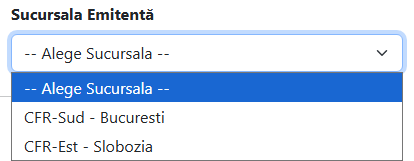 Sucursala Emitentă
-- Alege Sucursala --
-- Alege Sucursala --
CFR-Sud - Bucuresti
CFR-Est - Slobozia